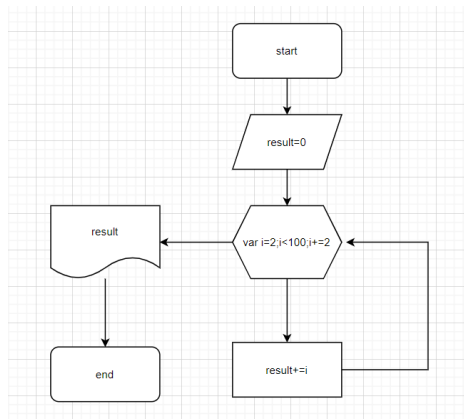 start
result=0
var i=2;i<100;i+=2
result
result+=i
end